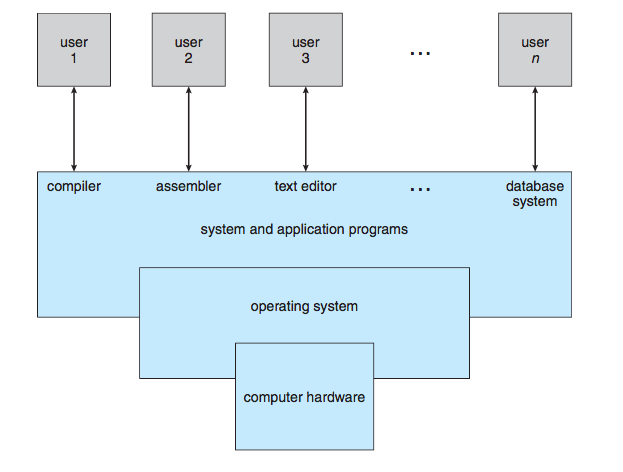 user
1
user
2
user
3
...
user
n
compiler
assembler
text editor
...
database
system
system and application programs
operating system
computer hardware